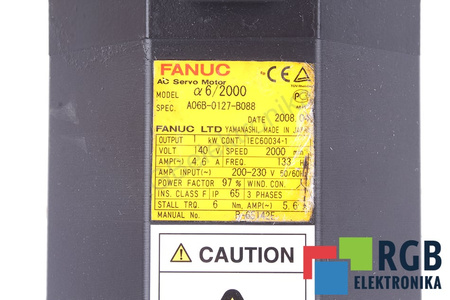 FANUC
AC Servo Motor
MODEL α6/2000
SPEC. A06B-0127-B088
DATE 2008.0
FANUC LTD YAMANASHI, MADE IN JAPAN
OUTPUT 1 kW CONT. IEC60034-1
VOLT 140 V SPEED 2000
AMP(~) 4.6 A FREQ. 133 H
AMP. INPUT(~) 200-230 V 50/60H
POWER FACTOR 97 % WIND. CON.
INS. CLASS F IP 65 3 PHASES
STALL TRQ. 6 Nm, AMP(~) 5.6
MANUAL No.
CAUTION
RGB
ELEKTRONIKA